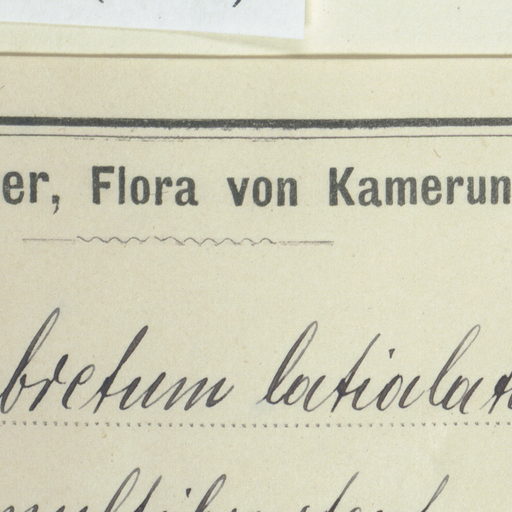 er, Flora von Kamerun
bretum latialat